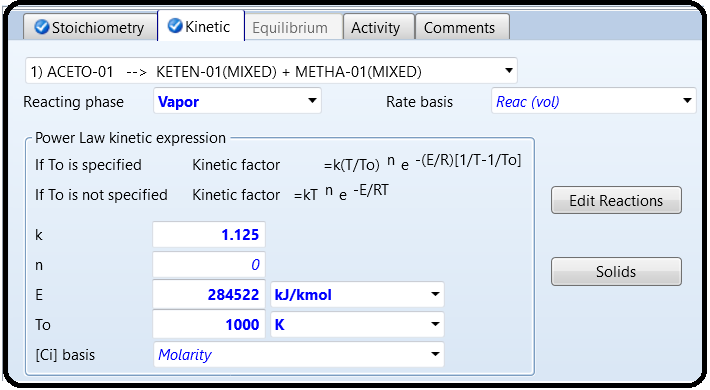 Stoichiometry Kinetic Equilibrium Activity Comments
1) ACETO-01 --> KETEN-01(MIXED) + METHA-01(MIXED)
Reacting phase Vapor Rate basis Reac (vol)
Power Law kinetic expression
If To is specified Kinetic factor =k(T/To) n e -(E/R)[1/T-1/To]
If To is not specified Kinetic factor =kT n e -E/RT
Edit Reactions
k 1.125
n 0
Solids
E 284522 kJ/kmol
To 1000 K
[Ci] basis Molarity